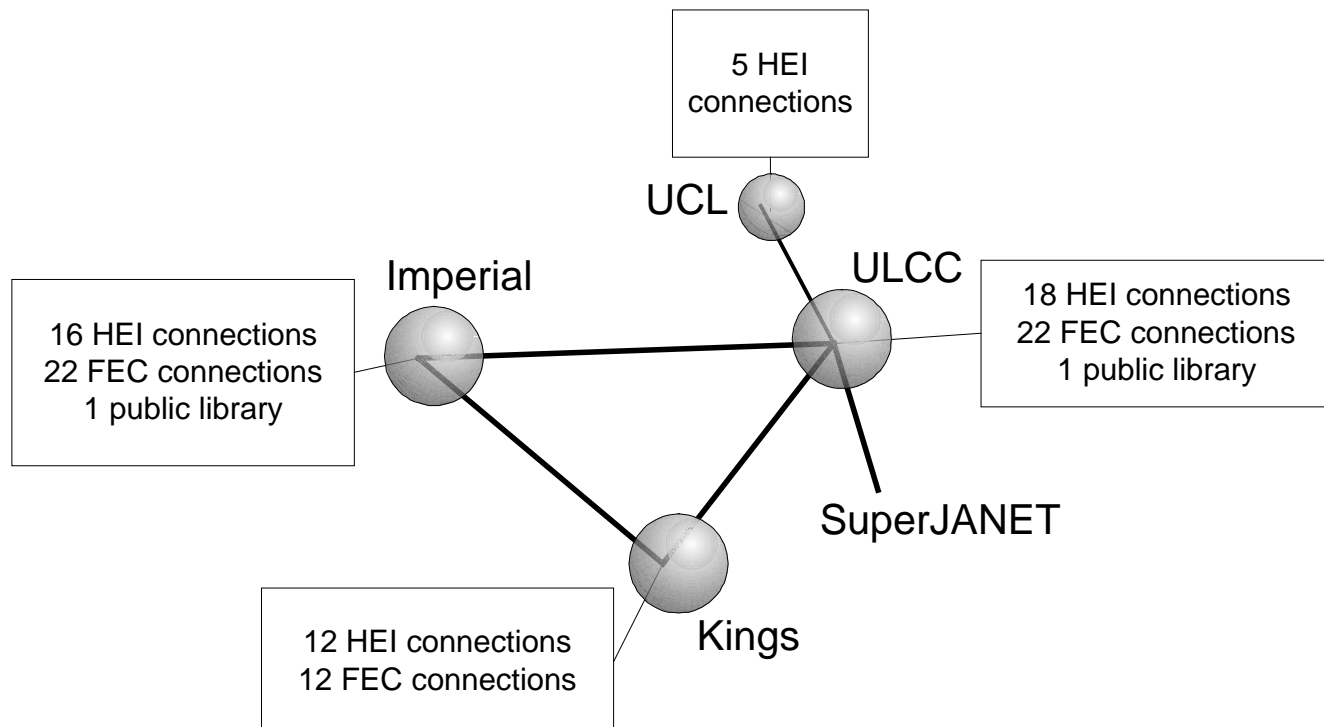 5 HEI
connections
UCL
ULCC
Imperial
18 HEI connections
22 FEC connections
1 public library
16 HEI connections
22 FEC connections
1 public library
SuperJANET
Kings
12 HEI connections
12 FEC connections